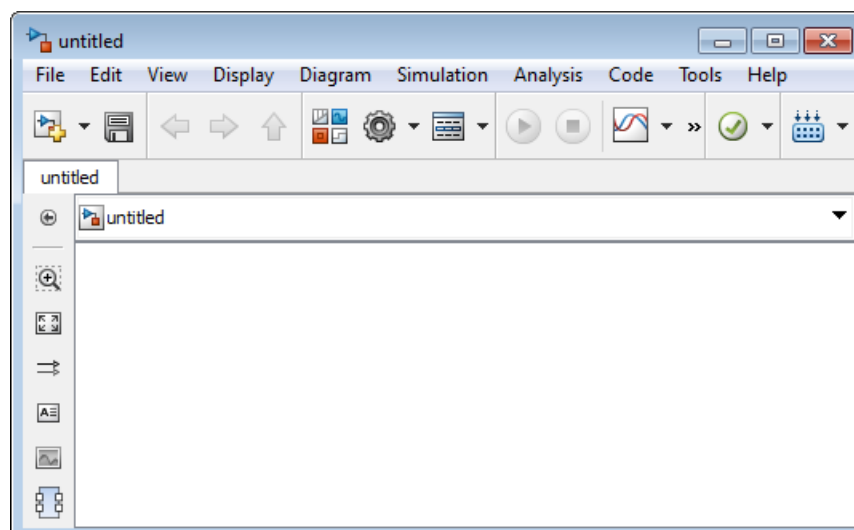 untitled
File Edit View Display Diagram Simulation Analysis Code Tools Help
untitled
untitled